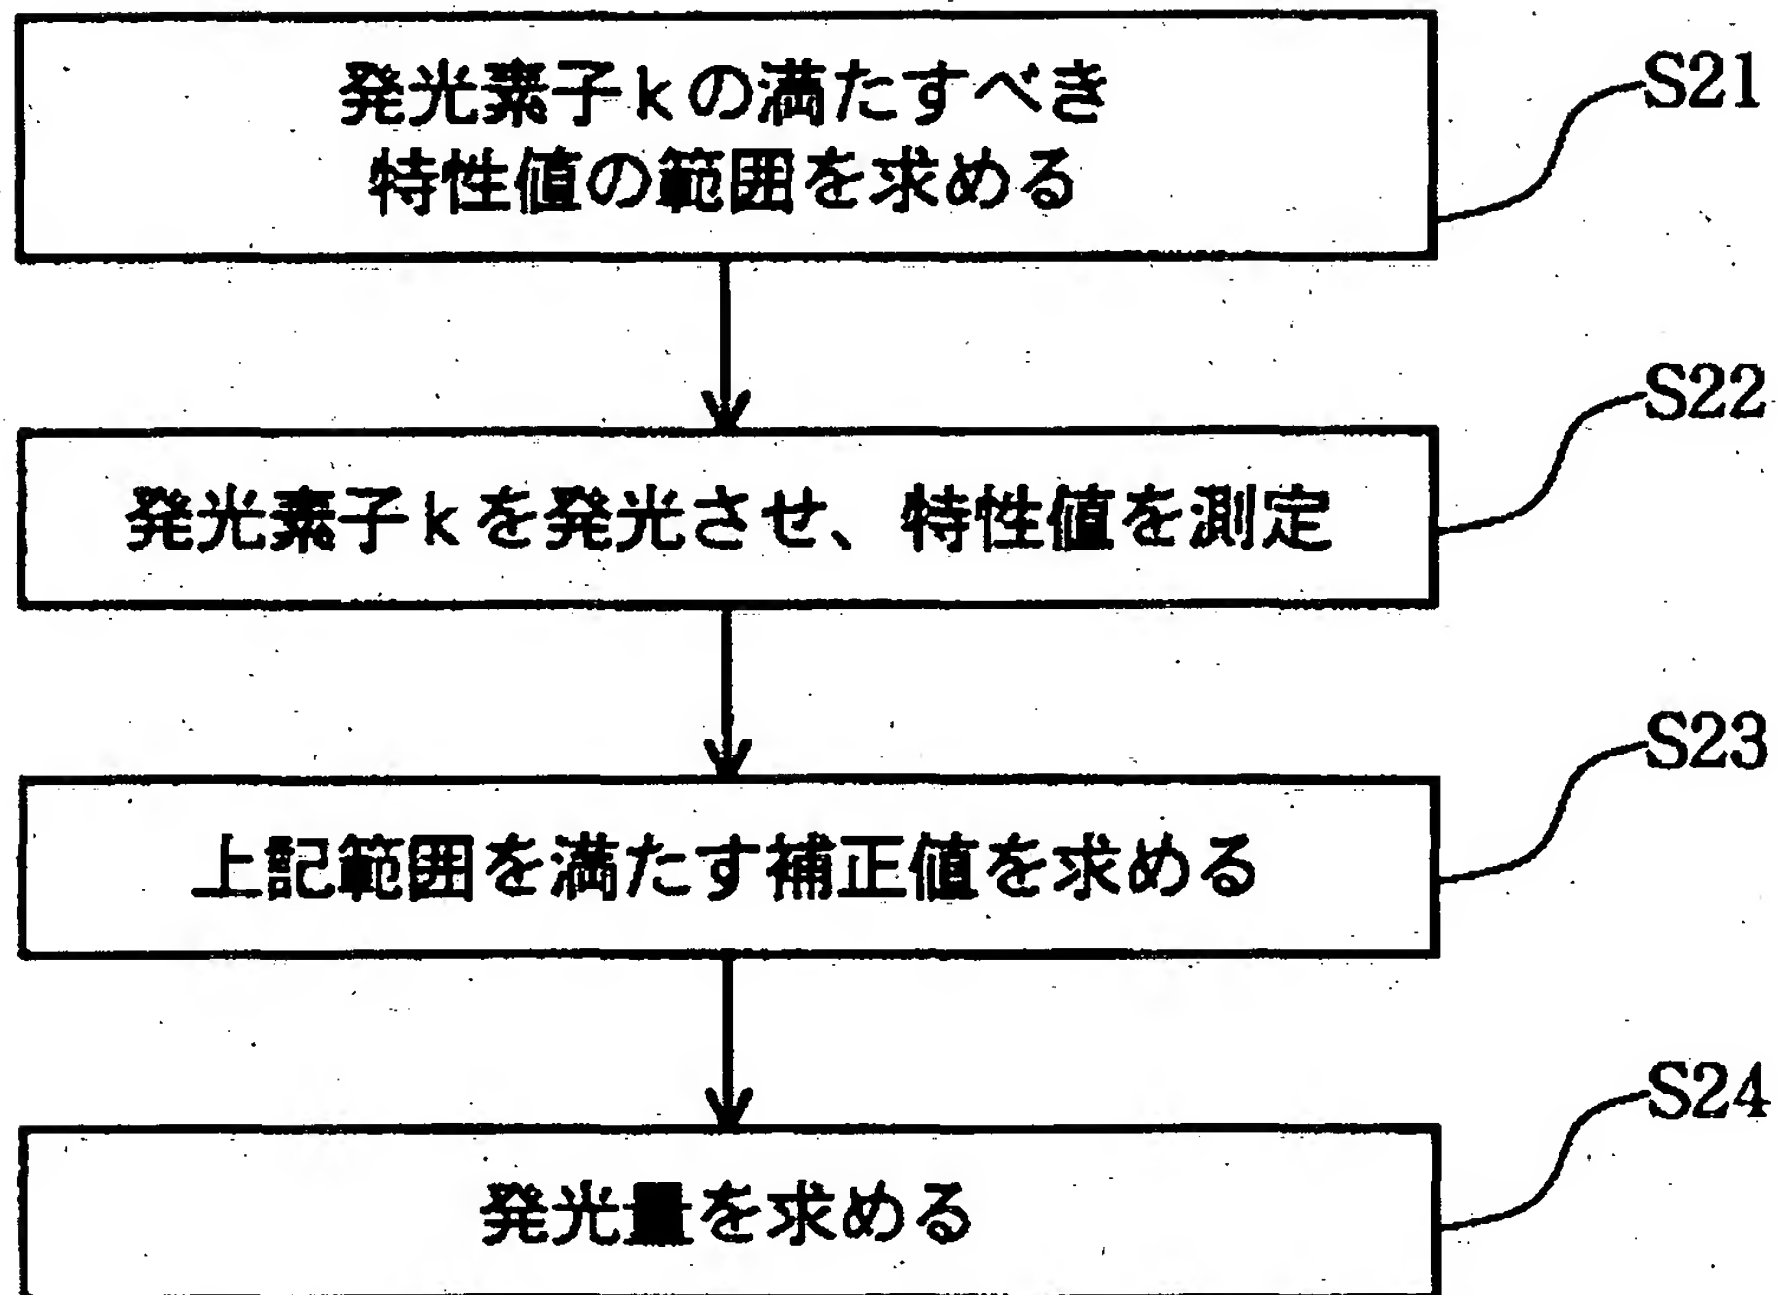 発光素子kの満たすべき
特性値の範囲を求める
S21
発光素子kを発光させ、特性値を測定
S22
上記範囲を満たす補正値を求める
S23
発光量を求める
S24